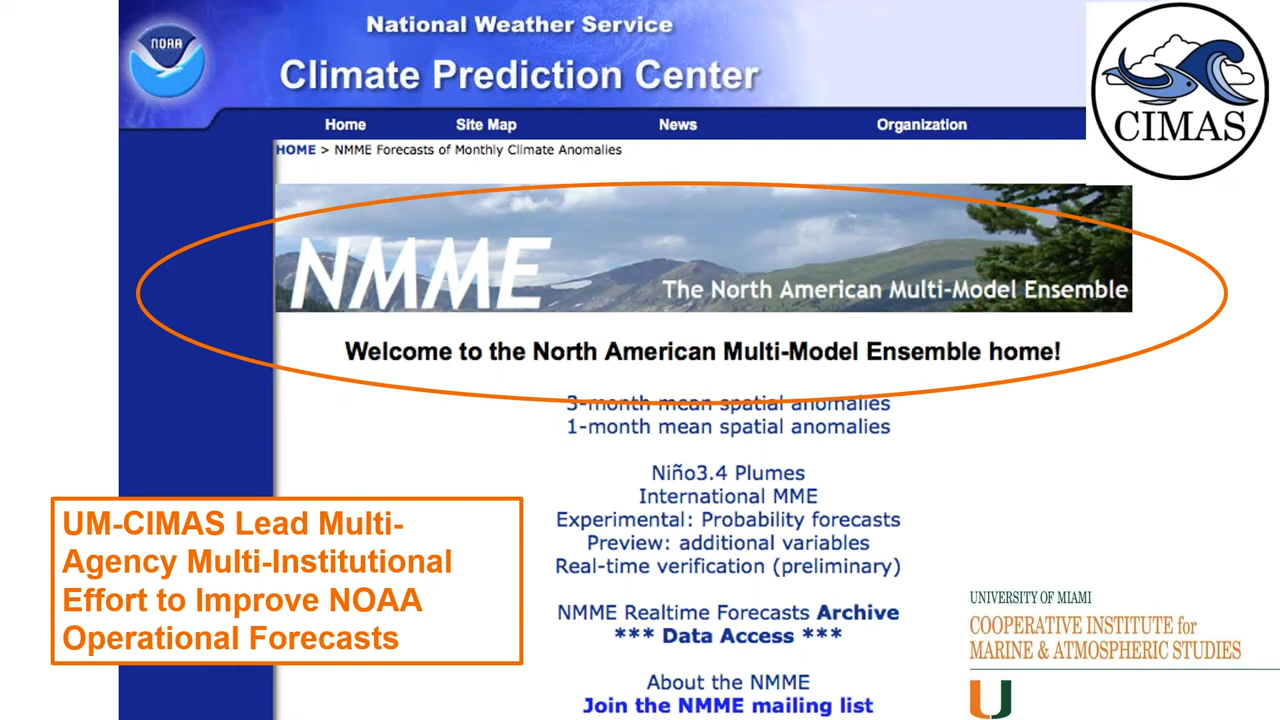 National Weather Service
NOAA
Climate Prediction Center
CIMAS
Home Site Map News Organization
HOME > NMME Forecasts of Monthly Climate Anomalies
NMME
The North American Multi-Model Ensemble
Welcome to the North American Multi-Model Ensemble home!
3-month mean spatial anomalies
1-month mean spatial anomalies
Niño3.4 Plumes
International MME
Experimental: Probability forecasts
Preview: additional variables
Real-time verification (preliminary)
NMME Realtime Forecasts Archive
*** Data Access ***
About the NMME
Join the NMME mailing list
UM-CIMAS Lead Multi-
Agency Multi-Institutional
Effort to Improve NOAA
Operational Forecasts
UNIVERSITY OF MIAMI
COOPERATIVE INSTITUTE for
MARINE & ATMOSPHERIC STUDIES
U